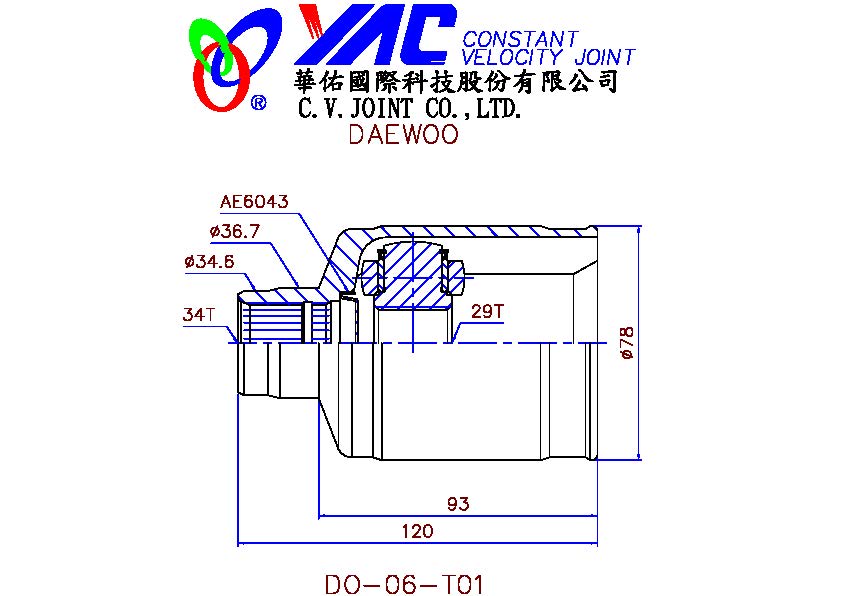 YAC CONSTANT
VELOCITY JOINT
®
華佑國際科技股份有限公司
C.V.JOINT CO.,LTD.
DAEWOO
AE6043
ø36.7
ø34.6
34T
29T
ø78
93
120
DO-06-T01